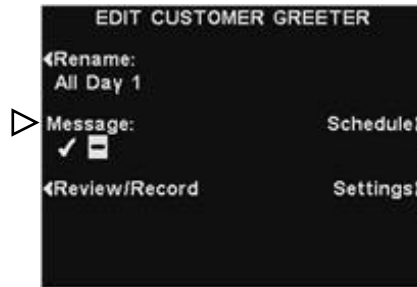 EDIT CUSTOMER GREETER
Rename:
All Day 1
Message:
Schedule
✓ -
Review/Record
Settings